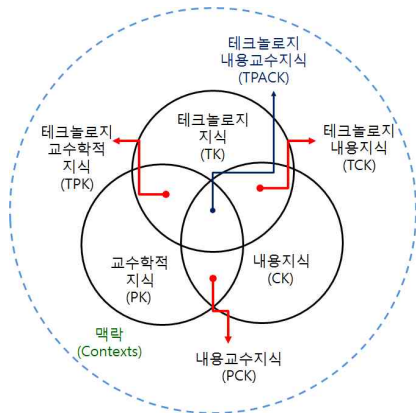 테크놀로지
내용교수지식
(TPACK)
테크놀로지
교수학적
지식
(TPK)
테크놀로지
지식
(TK)
테크놀로지
내용지식
(TCK)
교수학적
지식
(PK)
내용지식
(CK)
맥락
(Contexts)
내용교수지식
(PCK)